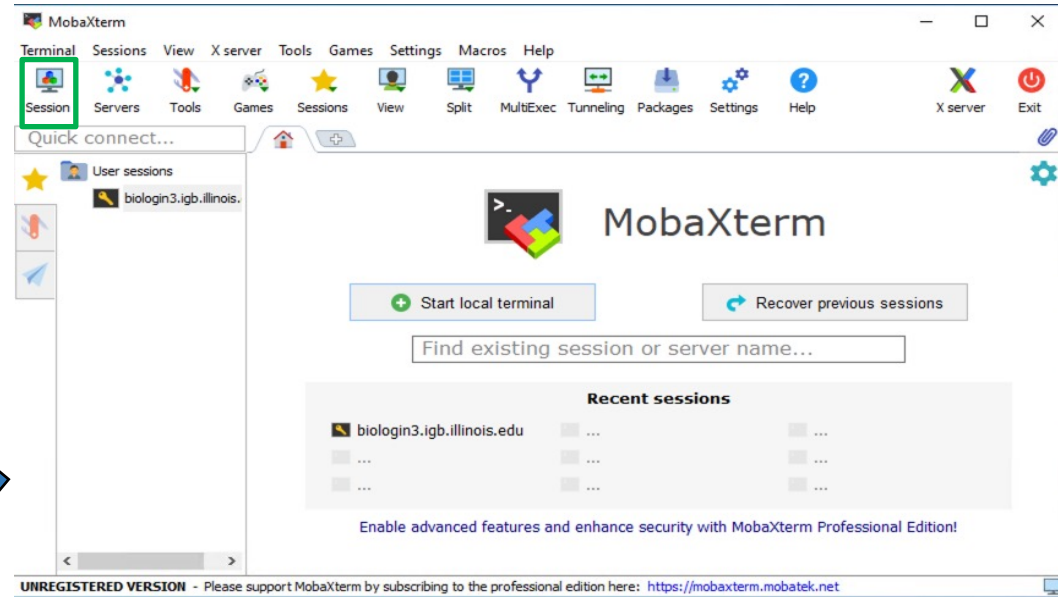 MobaXterm
Terminal Sessions View X server Tools Games Settings Macros Help
Session Servers Tools Games Sessions View Split MultiExec Tunneling Packages Settings Help X server Exit
Quick connect...
User sessions
biologin3.igb.illinois.
>_
MobaXterm
Start local terminal Recover previous sessions
Find existing session or server name...
Recent sessions
biologin3.igb.illinois.edu ... ...
... ... ...
... ... ...
Enable advanced features and enhance security with MobaXterm Professional Edition!
UNREGISTERED VERSION - Please support MobaXterm by subscribing to the professional edition here: https://mobaxterm.mobatek.net